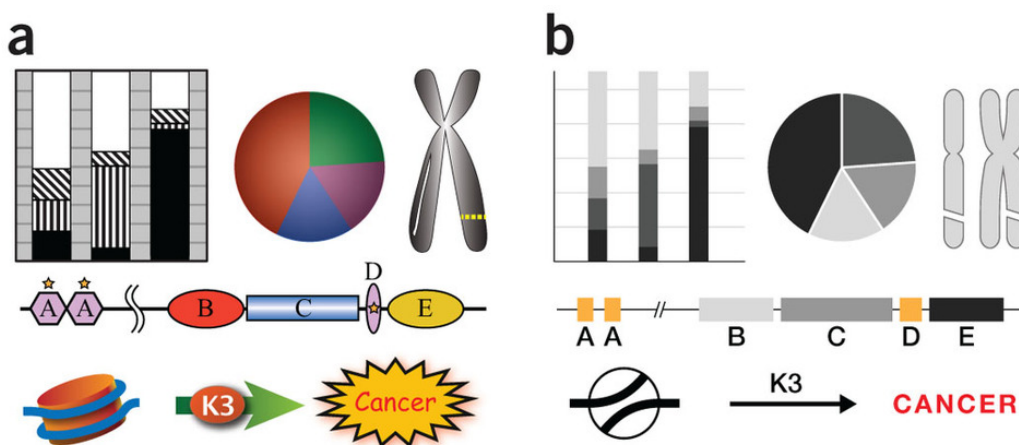 a
b
D
A A B C E
A A B C D E
K3 Cancer
K3
CANCER